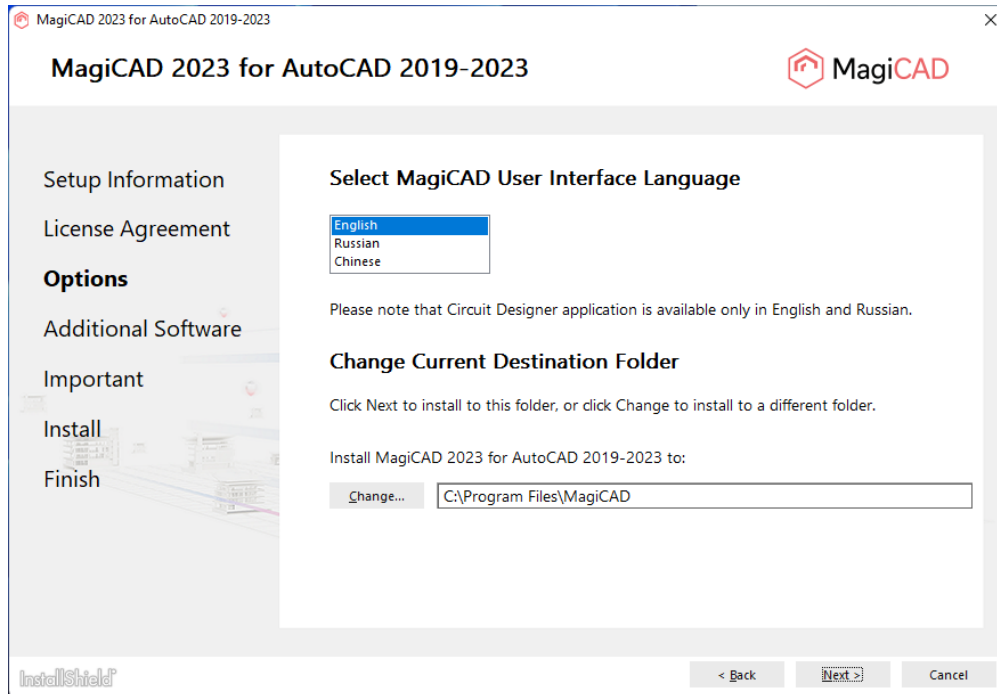 MagiCAD 2023 for AutoCAD 2019-2023
MagiCAD 2023 for AutoCAD 2019-2023
MagiCAD
Setup Information
License Agreement
Options
Additional Software
Important
Install
Finish
Select MagiCAD User Interface Language
English
Russian
Chinese
Please note that Circuit Designer application is available only in English and Russian.
Change Current Destination Folder
Click Next to install to this folder, or click Change to install to a different folder.
Install MagiCAD 2023 for AutoCAD 2019-2023 to:
Change...
C:\Program Files\MagiCAD
InstallShield
< Back
Next >
Cancel